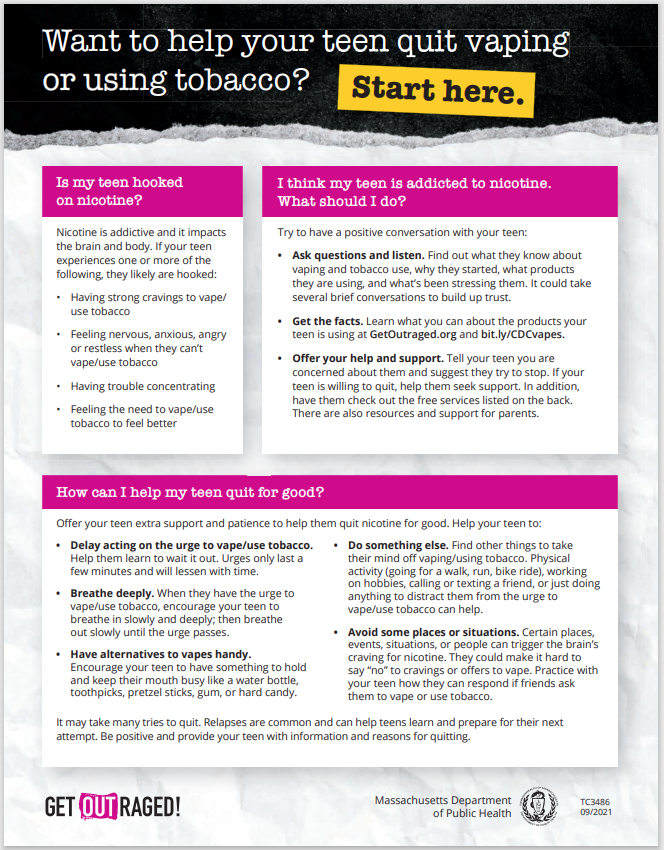 Want to help your teen quit vaping
or using tobacco?
Start here.
Is my teen hooked
on nicotine?
Nicotine is addictive and it impacts
the brain and body. If your teen
experiences one or more of the
following, they likely are hooked:
• Having strong cravings to vape/
use tobacco
• Feeling nervous, anxious, angry
or restless when they can’t
vape/use tobacco
• Having trouble concentrating
• Feeling the need to vape/use
tobacco to feel better
I think my teen is addicted to nicotine.
What should I do?
Try to have a positive conversation with your teen:
• Ask questions and listen. Find out what they know about
vaping and tobacco use, why they started, what products
they are using, and what’s been stressing them. It could take
several brief conversations to build up trust.
• Get the facts. Learn what you can about the products your
teen is using at GetOutraged.org and bit.ly/CDCvapes.
• Offer your help and support. Tell your teen you are
concerned about them and suggest they try to stop. If your
teen is willing to quit, help them seek support. In addition,
have them check out the free services listed on the back.
There are also resources and support for parents.
How can I help my teen quit for good?
Offer your teen extra support and patience to help them quit nicotine for good. Help your teen to:
• Delay acting on the urge to vape/use tobacco.
Help them learn to wait it out. Urges only last a
few minutes and will lessen with time.
• Breathe deeply. When they have the urge to
vape/use tobacco, encourage your teen to
breathe in slowly and deeply; then breathe
out slowly until the urge passes.
• Have alternatives to vapes handy.
Encourage your teen to have something to hold
and keep their mouth busy like a water bottle,
toothpicks, pretzel sticks, gum, or hard candy.
• Do something else. Find other things to take
their mind off vaping/using tobacco. Physical
activity (going for a walk, run, bike ride), working
on hobbies, calling or texting a friend, or just doing
anything to distract them from the urge to
vape/use tobacco can help.
• Avoid some places or situations. Certain places,
events, situations, or people can trigger the brain’s
craving for nicotine. They could make it hard to
say “no” to cravings or offers to vape. Practice with
your teen how they can respond if friends ask
them to vape or use tobacco.
It may take many tries to quit. Relapses are common and can help teens learn and prepare for their next
attempt. Be positive and provide your teen with information and reasons for quitting.
GET OUTRAGED!
Massachusetts Department
of Public Health
TC3486
09/2021